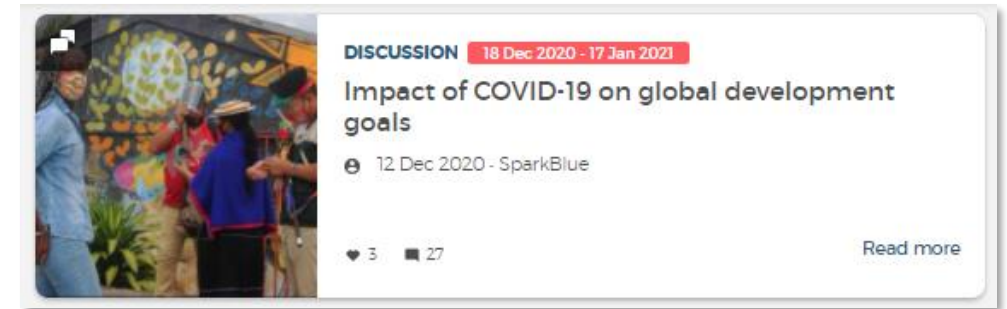 DISCUSSION 18 Dec 2020 - 17 Jan 2021
Impact of COVID-19 on global development
goals
12 Dec 2020 - SparkBlue
3 27 Read more